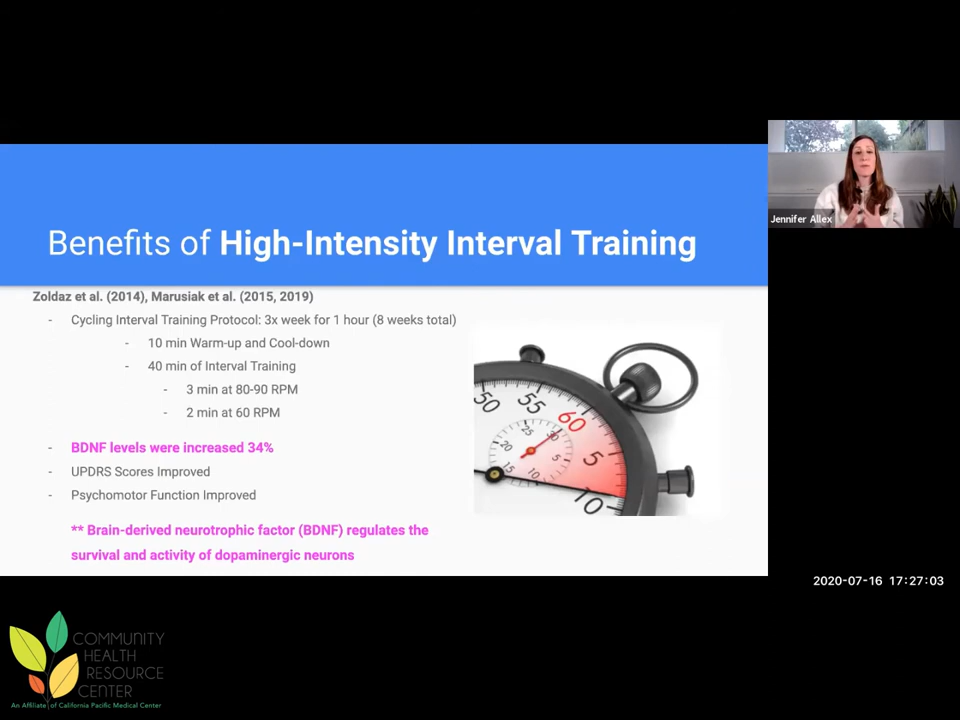 Benefits of High-Intensity Interval Training
Zoldaz et al. (2014), Marusiak et al. (2015, 2019)
- Cycling Interval Training Protocol: 3x week for 1 hour (8 weeks total)
- 10 min Warm-up and Cool-down
- 40 min of Interval Training
- 3 min at 80-90 RPM
- 2 min at 60 RPM
- BDNF levels were increased 34%
- UPDRS Scores Improved
- Psychomotor Function Improved
** Brain-derived neurotrophic factor (BDNF) regulates the
survival and activity of dopaminergic neurons
50 55 60 5 10
25 30 5 20 15
Jennifer Allex
2020-07-16 17:27:03
COMMUNITY
HEALTH
RESOURCE
CENTER
An Affiliate of California Pacific Medical Center